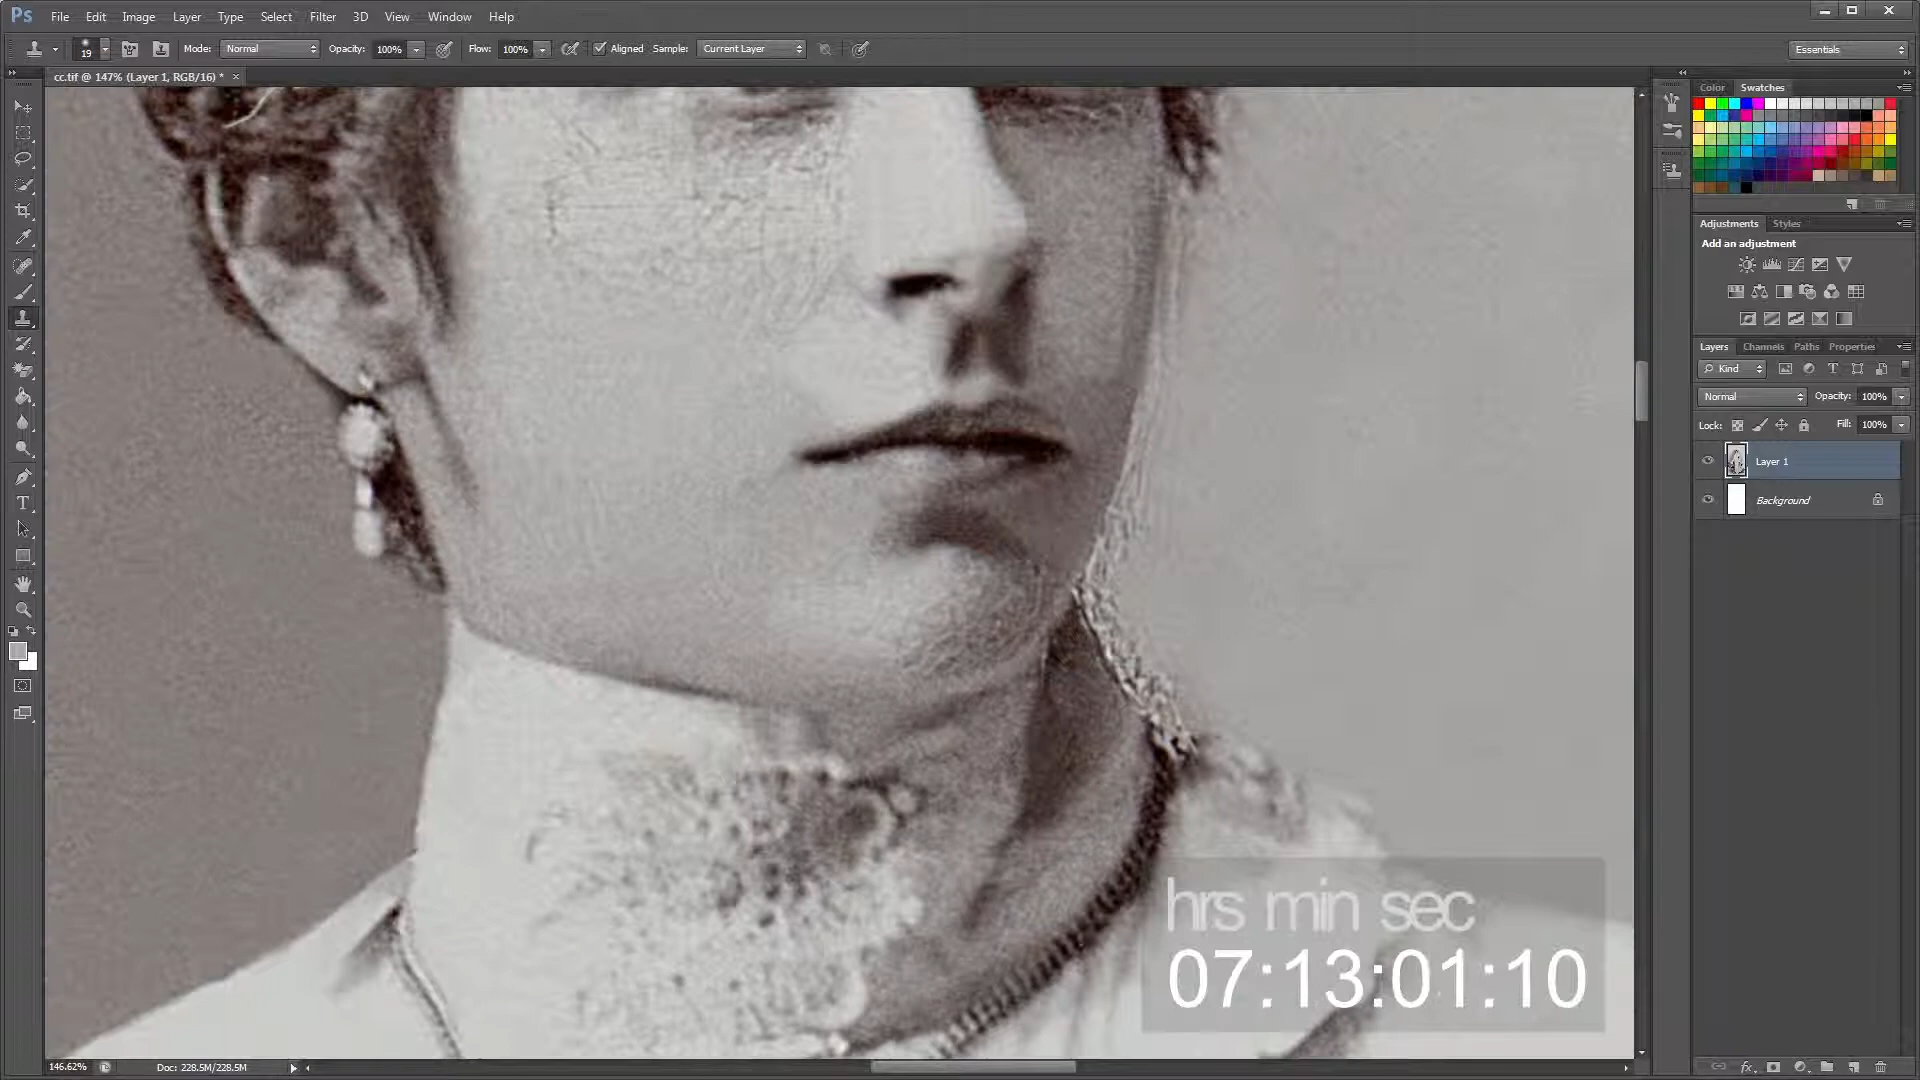 Ps File Edit Image Layer Type Select Filter 3D View Window Help
19 Mode: Normal Opacity: 100% Flow: 100% Aligned Sample: Current Layer Essentials
cc.tif @ 147% (Layer 1, RGB/16) * ×
Color Swatches
Adjustments Styles
Add an adjustment
Layers Channels Paths Properties
Kind
Normal Opacity: 100%
Lock: Fill: 100%
Layer 1
Background
hrs min sec
07:13:01:10
146.62% Doc: 228.5M/228.5M